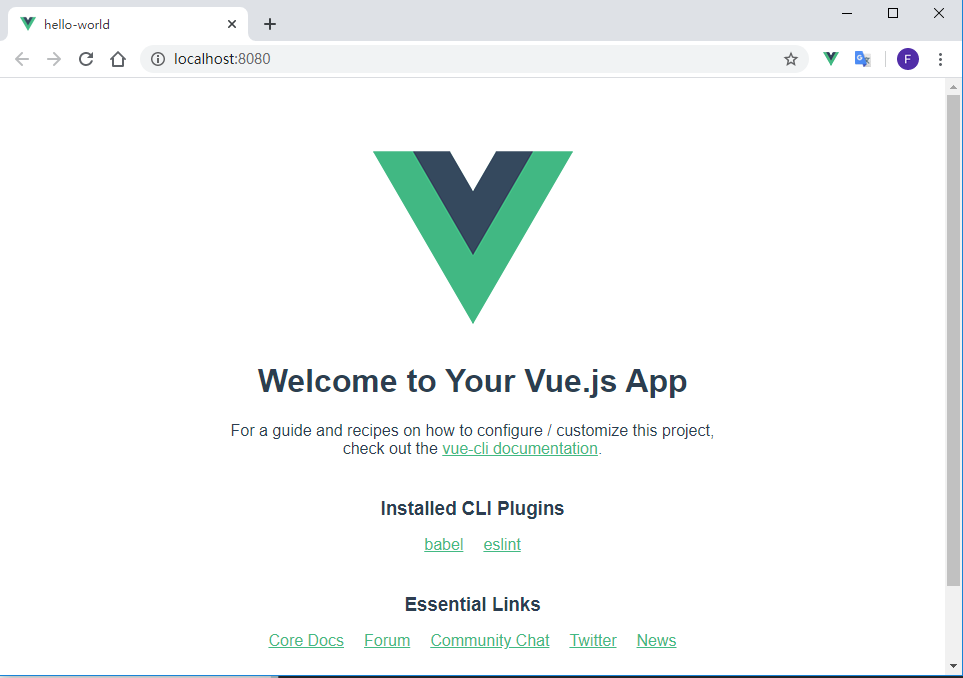 hello-world
localhost:8080
F
Welcome to Your Vue.js App
For a guide and recipes on how to configure / customize this project,
check out the vue-cli documentation.
Installed CLI Plugins
babel eslint
Essential Links
Core Docs Forum Community Chat Twitter News